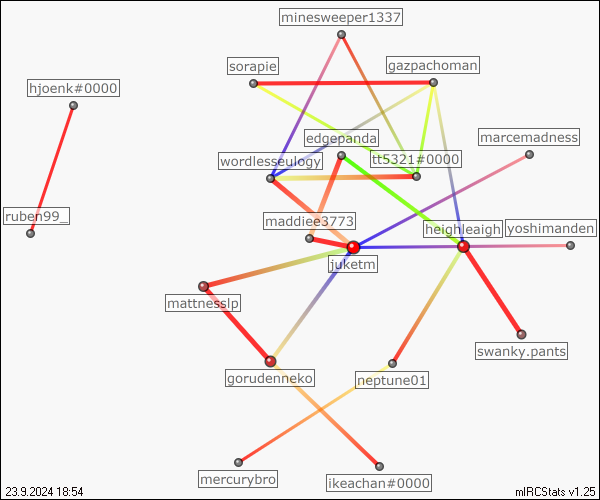 minesweeper1337
sorapie
gazpachoman
hjoenk#0000
edgepanda
marcemadness
wordlesseulogy
tt5321#0000
ruben99_
maddiee3773
heighleaigh
yoshimanden
juketm
mattnesslp
swanky.pants
gorudenneko
neptune01
mercurybro
ikeachan#0000
23.9.2024 18:54
mIRCStats v1.25